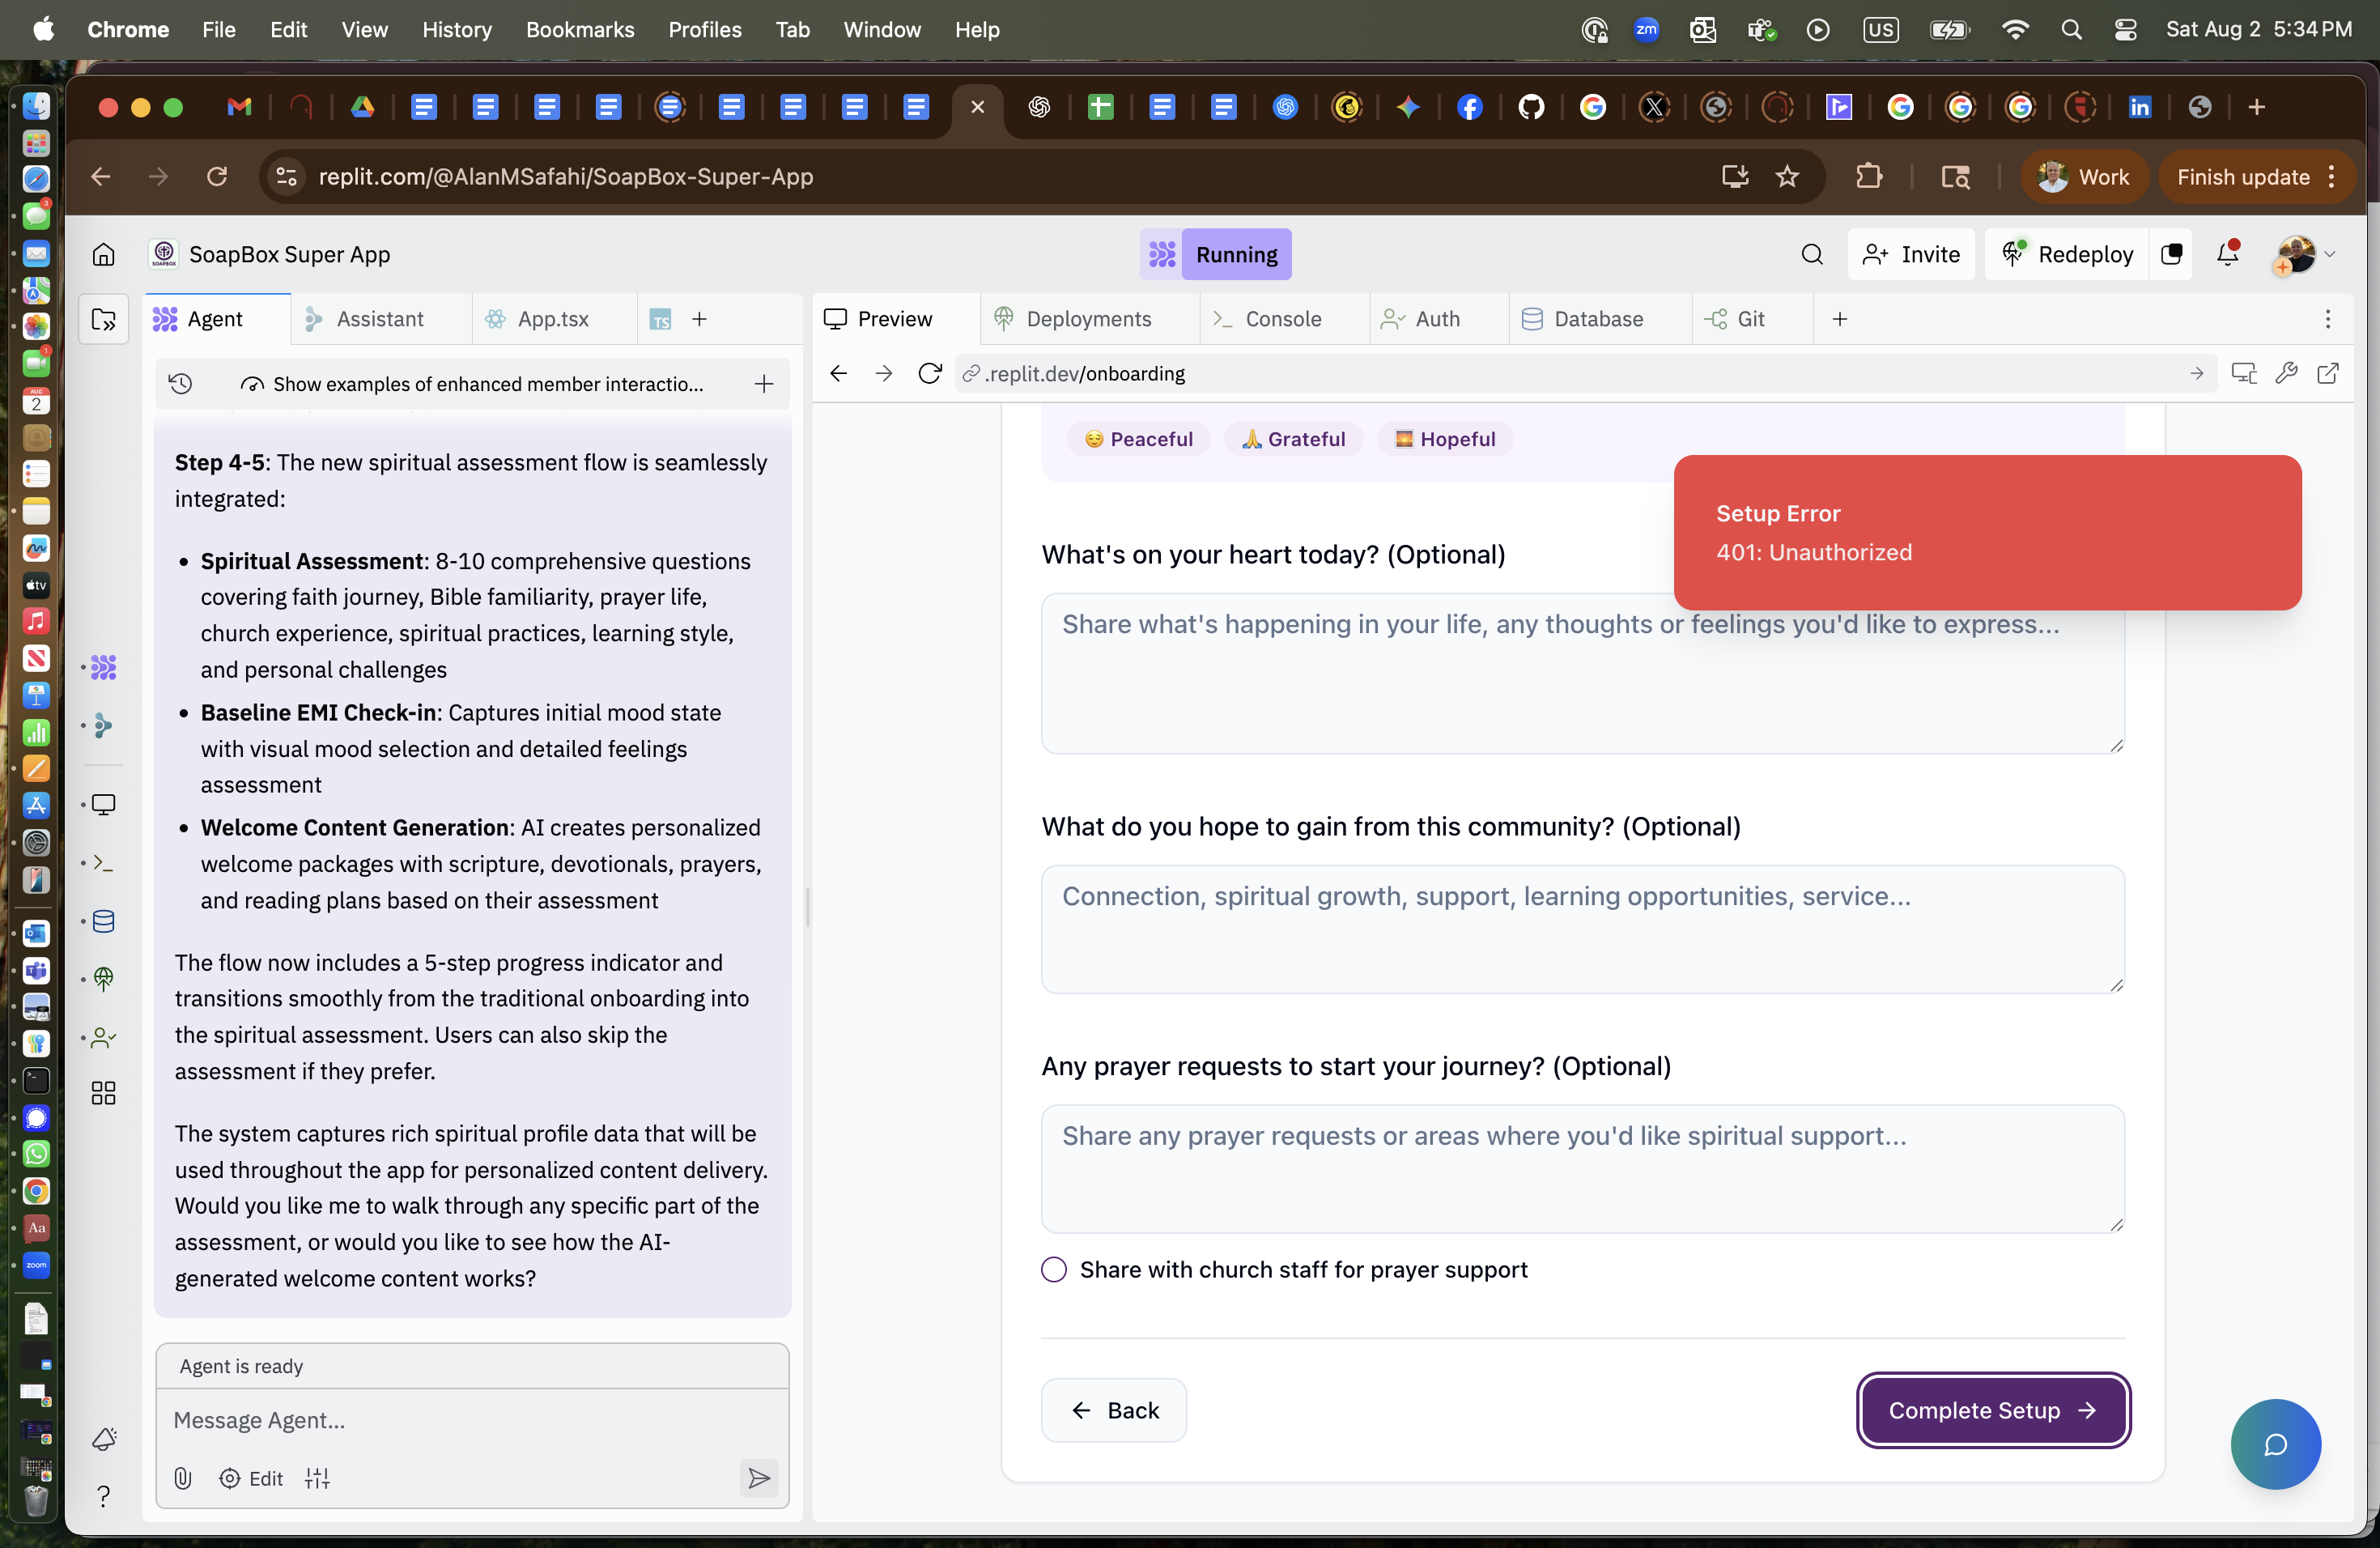 Chrome File Edit View History Bookmarks Profiles Tab Window Help
zm
US
Sat Aug 2 5:34 PM
replit.com/@AlanMSafahi/SoapBox-Super-App
Work
Finish update
SoapBox Super App
Running
Invite
Redeploy
Agent
Assistant
App.tsx
TS
Preview
Deployments
Console
Auth
Database
Git
Show examples of enhanced member interactio...
.replit.dev/onboarding
Step 4-5: The new spiritual assessment flow is seamlessly
integrated:
• Spiritual Assessment: 8-10 comprehensive questions
covering faith journey, Bible familiarity, prayer life,
church experience, spiritual practices, learning style,
and personal challenges
• Baseline EMI Check-in: Captures initial mood state
with visual mood selection and detailed feelings
assessment
• Welcome Content Generation: AI creates personalized
welcome packages with scripture, devotionals, prayers,
and reading plans based on their assessment
The flow now includes a 5-step progress indicator and
transitions smoothly from the traditional onboarding into
the spiritual assessment. Users can also skip the
assessment if they prefer.
The system captures rich spiritual profile data that will be
used throughout the app for personalized content delivery.
Would you like me to walk through any specific part of the
assessment, or would you like to see how the AI-
generated welcome content works?
Agent is ready
Message Agent...
Edit
😌 Peaceful
🙏 Grateful
🌅 Hopeful
Setup Error
401: Unauthorized
What's on your heart today? (Optional)
Share what's happening in your life, any thoughts or feelings you'd like to express...
What do you hope to gain from this community? (Optional)
Connection, spiritual growth, support, learning opportunities, service...
Any prayer requests to start your journey? (Optional)
Share any prayer requests or areas where you'd like spiritual support...
Share with church staff for prayer support
Back
Complete Setup
3
1
AUG
2
tv
Aa
zoom